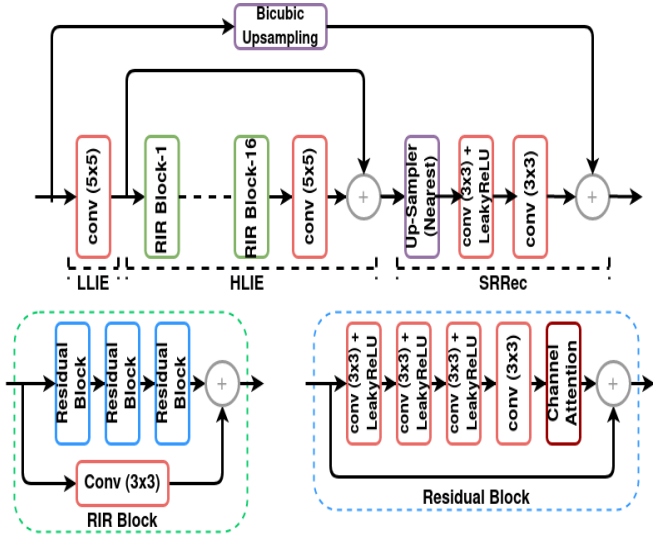 Bicubic
Upsampling
conv (5x5)
RIR Block-1
RIR Block-16
conv (5x5)
+
Up-Sampler
(Nearest)
conv (3x3) +
LeakyReLU
conv (3x3)
+
LLIE
HLIE
SRRec
Residual
Block
Residual
Block
Residual
Block
+
Conv (3x3)
RIR Block
conv (3x3) +
LeakyReLU
conv (3x3) +
LeakyReLU
conv (3x3) +
LeakyReLU
conv (3x3)
Channel
Attention
+
Residual Block